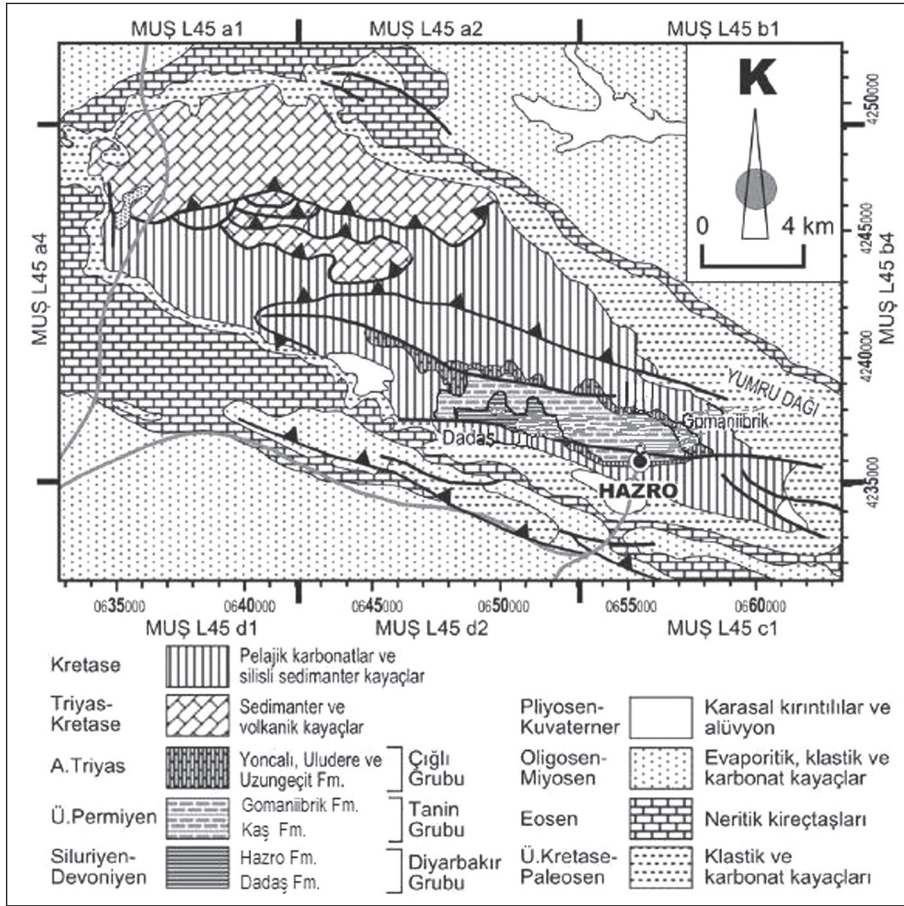 MUŞ L45 a1
MUŞ L45 a2
MUŞ L45 b1
K
0 4 km
4250000
4245000
4240000
4235000
MUŞ L45 a4
MUŞ L45 b4
YUMRU DAĞI
Gomaniibrik
Dadaş
HAZRO
0635000
0640000
0645000
0650000
0655000
0660000
MUŞ L45 d1
MUŞ L45 d2
MUŞ L45 c1
Kretase
Pelajik karbonatlar ve
silisli sedimanter kayaçlar
Triyas-
Kretase
Sedimanter ve
volkanik kayaçlar
A.Triyas
Yoncalı, Uludere ve
Uzungeçit Fm.
Çığlı
Grubu
Ü.Permiyen
Gomaniibrik Fm.
Kaş Fm.
Tanin
Grubu
Siluriyen-
Devoniyen
Hazro Fm.
Dadaş Fm.
Diyarbakır
Grubu
Pliyosen-
Kuvaterner
Karasal kırıntılılar ve
alüvyon
Oligosen-
Miyosen
Evaporitik, klastik ve
karbonat kayaçlar
Eosen
Neritik kireçtaşları
Ü.Kretase-
Paleosen
Klastik ve
karbonat kayaçları